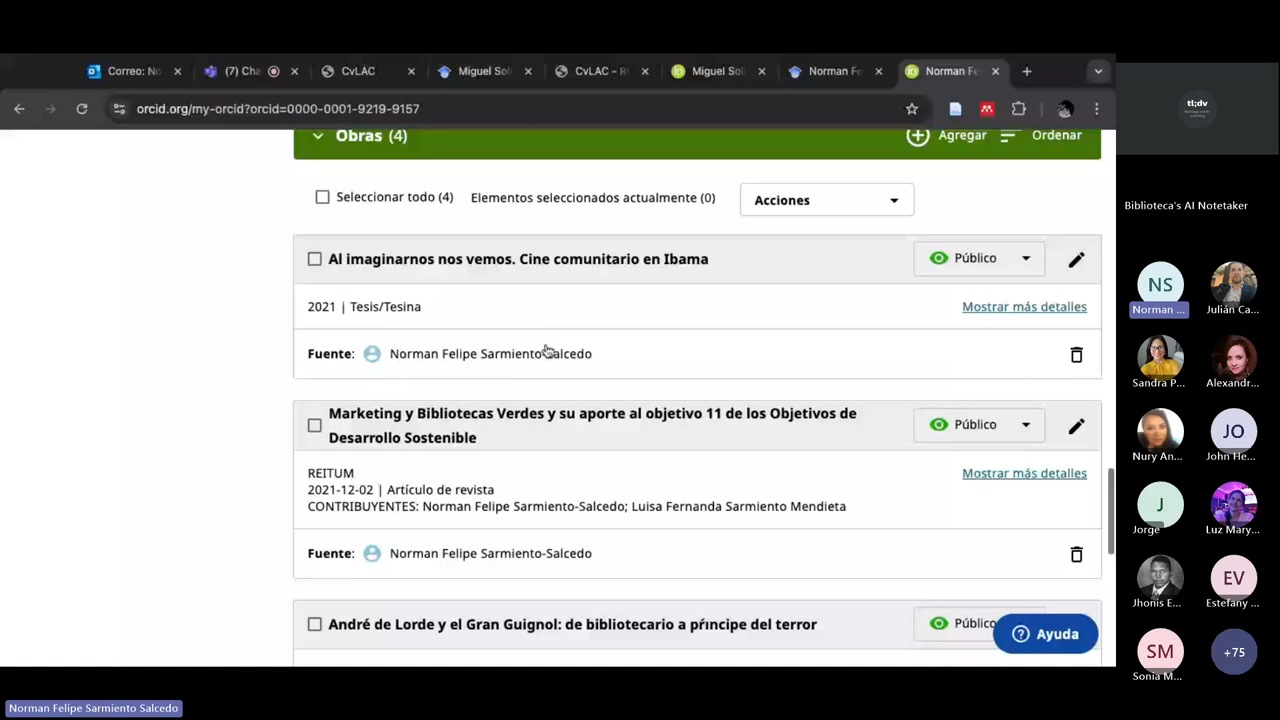 Correo: No
(7) Cha
CvLAC
Miguel Sol
CvLAC - Ri
Miguel Sol
Norman Fe
Norman Fe
orcid.org/my-orcid?orcid=0000-0001-9219-9157
Obras (4)
Agregar
Ordenar
Seleccionar todo (4)
Elementos seleccionados actualmente (0)
Acciones
Al imaginarnos nos vemos. Cine comunitario en Ibama
Público
2021 | Tesis/Tesina
Mostrar más detalles
Fuente:
Norman Felipe Sarmiento-Salcedo
Marketing y Bibliotecas Verdes y su aporte al objetivo 11 de los Objetivos de
Desarrollo Sostenible
Público
REITUM
Mostrar más detalles
2021-12-02 | Artículo de revista
CONTRIBUYENTES: Norman Felipe Sarmiento-Salcedo; Luisa Fernanda Sarmiento Mendieta
Fuente:
Norman Felipe Sarmiento-Salcedo
André de Lorde y el Gran Guignol: de bibliotecario a príncipe del terror
Público
Ayuda
tl;dv
Biblioteca's AI Notetaker
NS
Norman ...
Julián Ca...
Sandra P...
Alexandr...
Nury An...
JO
John He...
J
Jorge
Luz Mary...
Jhonis E...
EV
Estefany ...
SM
Sonia M...
+75
Norman Felipe Sarmiento Salcedo